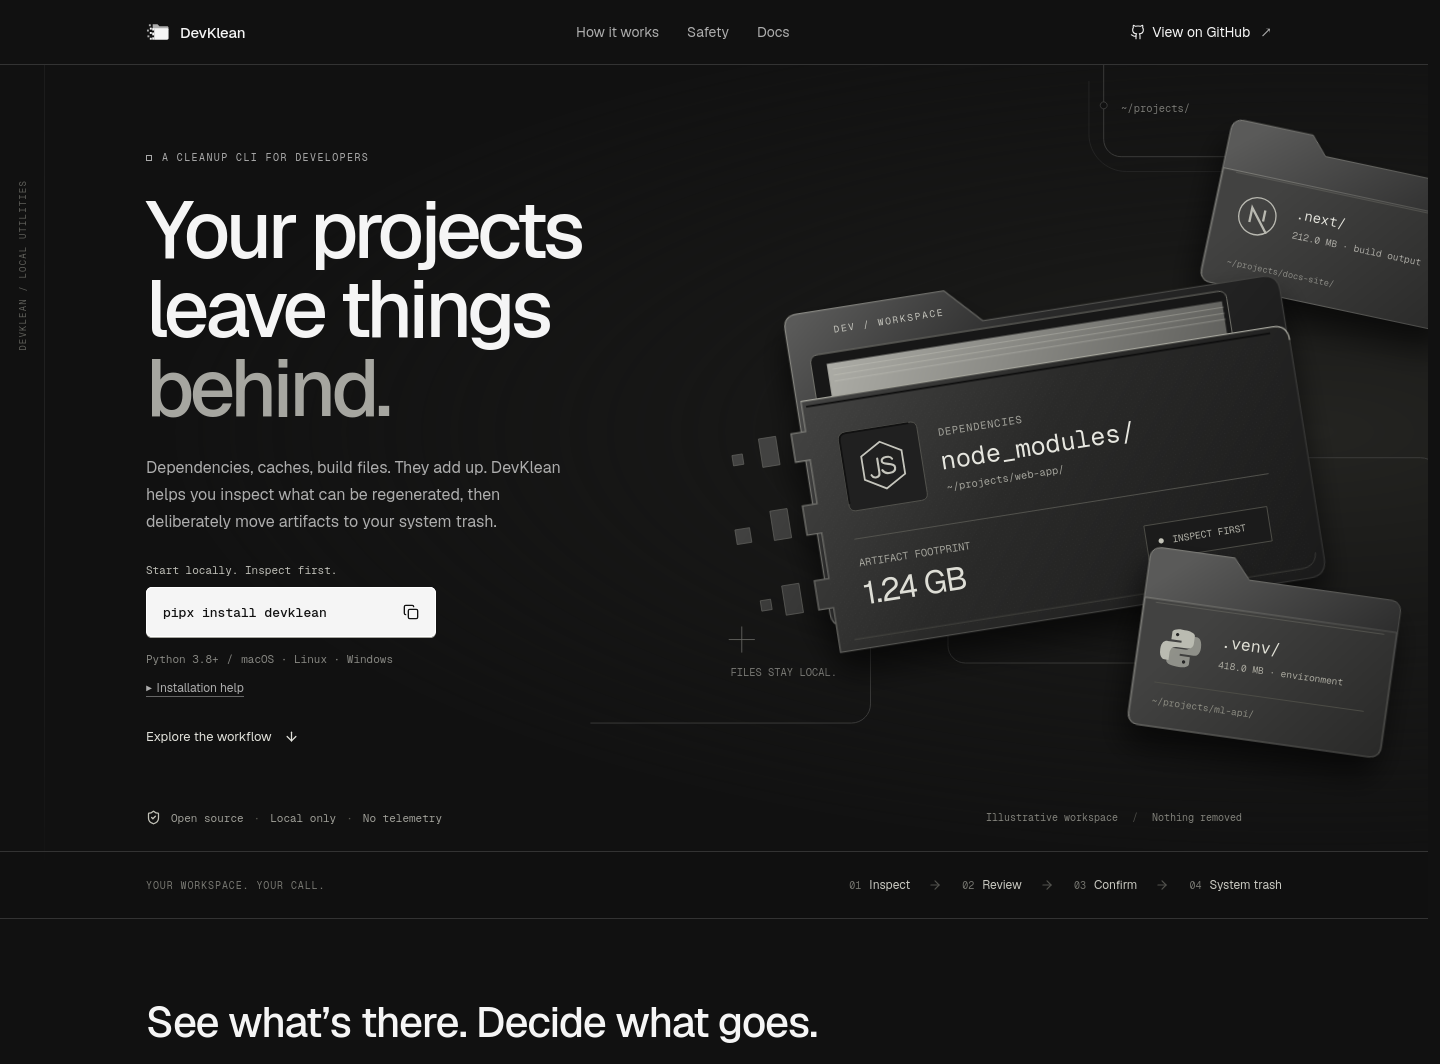 DevKlean
How it works
Safety
Docs
View on GitHub ↗
DEVKLEAN / LOCAL UTILITIES
A CLEANUP CLI FOR DEVELOPERS
Your projects
leave things
behind.
Dependencies, caches, build files. They add up. DevKlean
helps you inspect what can be regenerated, then
deliberately move artifacts to your system trash.
Start locally. Inspect first.
pipx install devklean
Python 3.8+ / macOS · Linux · Windows
▸ Installation help
Explore the workflow ↓
Open source · Local only · No telemetry
~/projects/
N
.next/
212.0 MB · build output
~/projects/docs-site/
DEV / WORKSPACE
JS
DEPENDENCIES
node_modules/
~/projects/web-app/
ARTIFACT FOOTPRINT
1.24 GB
INSPECT FIRST
FILES STAY LOCAL.
.venv/
418.0 MB · environment
~/projects/ml-api/
Illustrative workspace / Nothing removed
YOUR WORKSPACE. YOUR CALL.
01 Inspect → 02 Review → 03 Confirm → 04 System trash
See what’s there. Decide what goes.